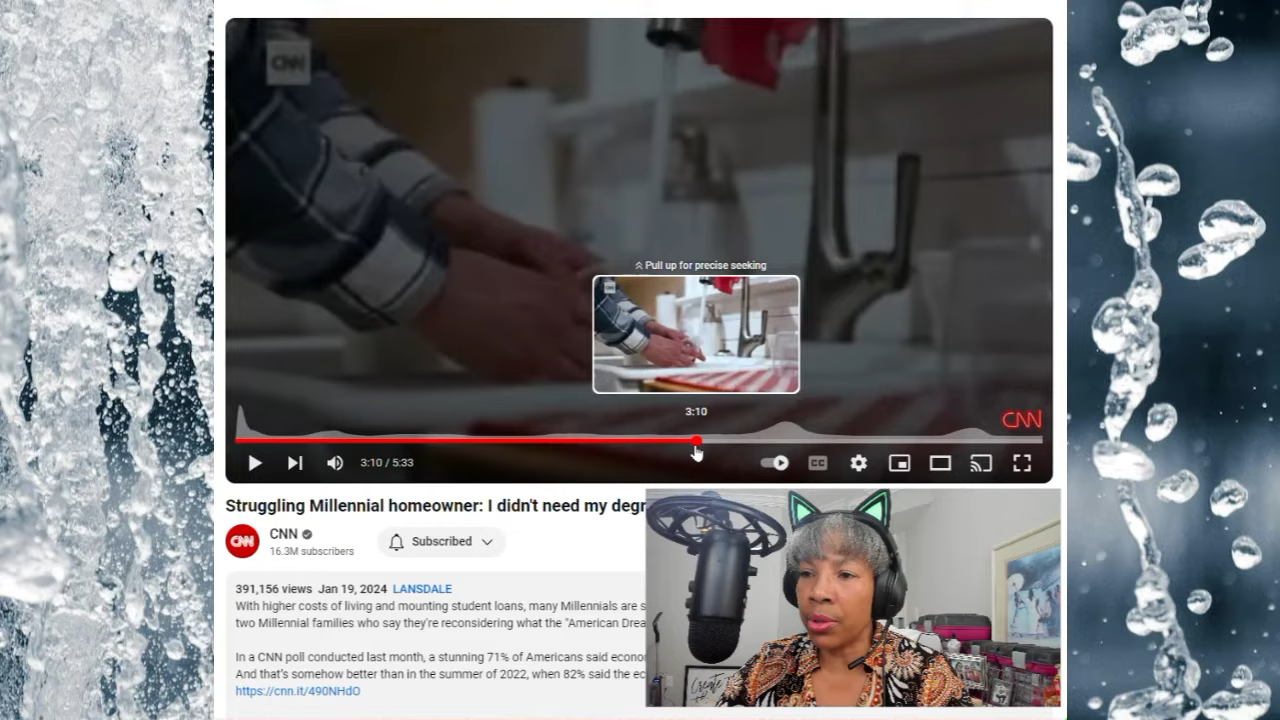 CNN
Pull up for precise seeking
3:10
CNN
3:10 / 5:33
CC
Struggling Millennial homeowner: I didn't need my degr
CNN
CNN
16.3M subscribers
Subscribed
391,156 views Jan 19, 2024 LANSDALE
With higher costs of living and mounting student loans, many Millennials are s
two Millennial families who say they're reconsidering what the "American Drea
In a CNN poll conducted last month, a stunning 71% of Americans said econo
And that's somehow better than in the summer of 2022, when 82% said the ec
https://cnn.it/490NHdO
Create